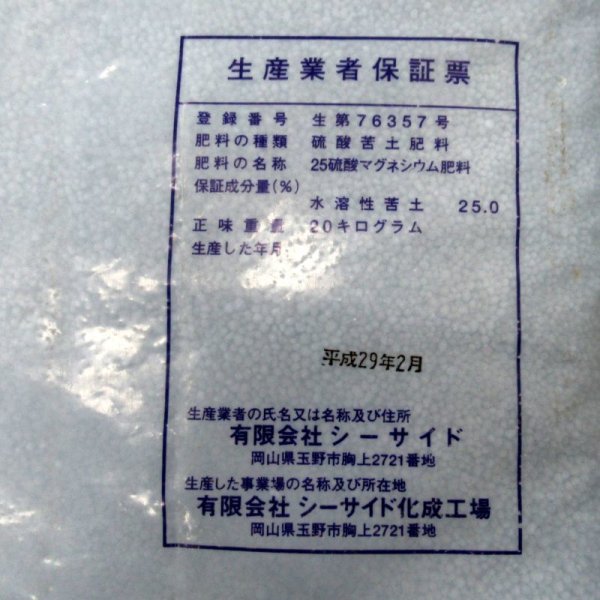 生産業者保証票
登録番号 生第76357号
肥料の種類 硫酸苦土肥料
肥料の名称 25硫酸マグネシウム肥料
保証成分量(%)
水溶性苦土 25.0
正味重量 20キログラム
生産した年月
平成29年2月
生産業者の氏名又は名称及び住所
有限会社シーサイド
岡山県玉野市胸上2721番地
生産した事業場の名称及び所在地
有限会社 シーサイド化成工場
岡山県玉野市胸上2721番地